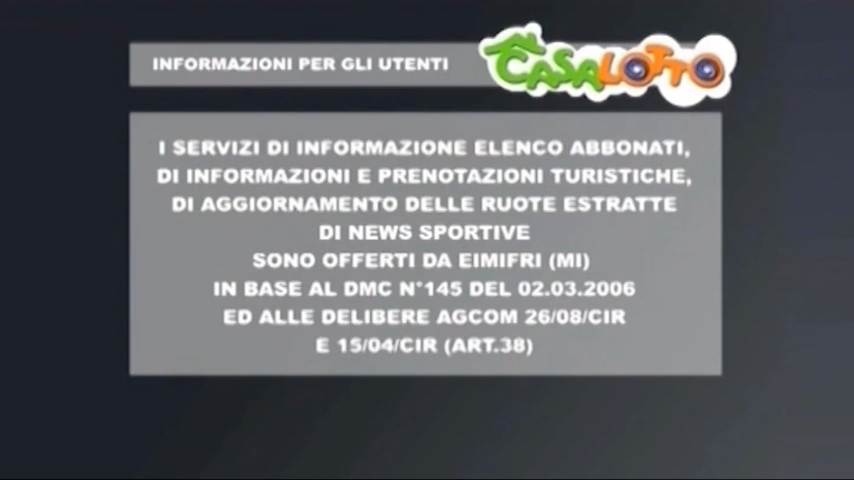 INFORMAZIONI PER GLI UTENTI
CASALOTTO
I SERVIZI DI INFORMAZIONE ELENCO ABBONATI,
DI INFORMAZIONI E PRENOTAZIONI TURISTICHE,
DI AGGIORNAMENTO DELLE RUOTE ESTRATTE
DI NEWS SPORTIVE
SONO OFFERTI DA EIMIFRI (MI)
IN BASE AL DMC N°145 DEL 02.03.2006
ED ALLE DELIBERE AGCOM 26/08/CIR
E 15/04/CIR (ART.38)